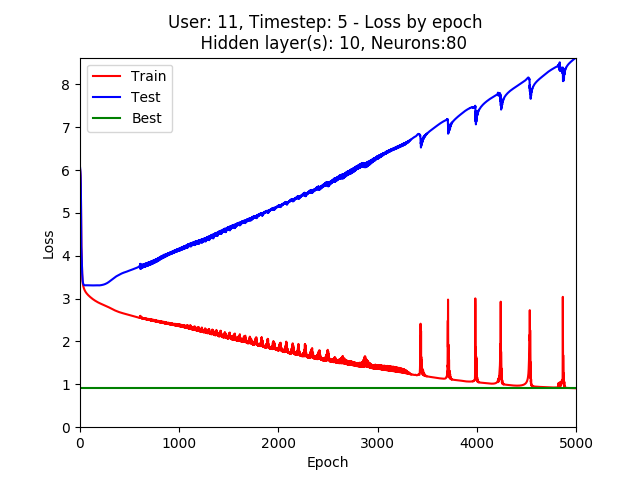 User: 11, Timestep: 5 - Loss by epoch
Hidden layer(s): 10, Neurons:80
Train
Test
Best
8
7
6
5
4
3
2
1
0
Loss
0 1000 2000 3000 4000 5000
Epoch